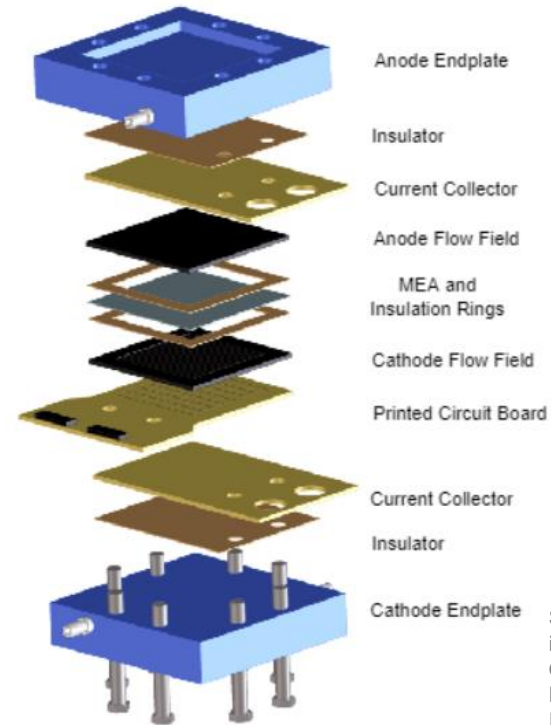 Anode Endplate
Insulator
Current Collector
Anode Flow Field
MEA and
Insulation Rings
Cathode Flow Field
Printed Circuit Board
Current Collector
Insulator
Cathode Endplate